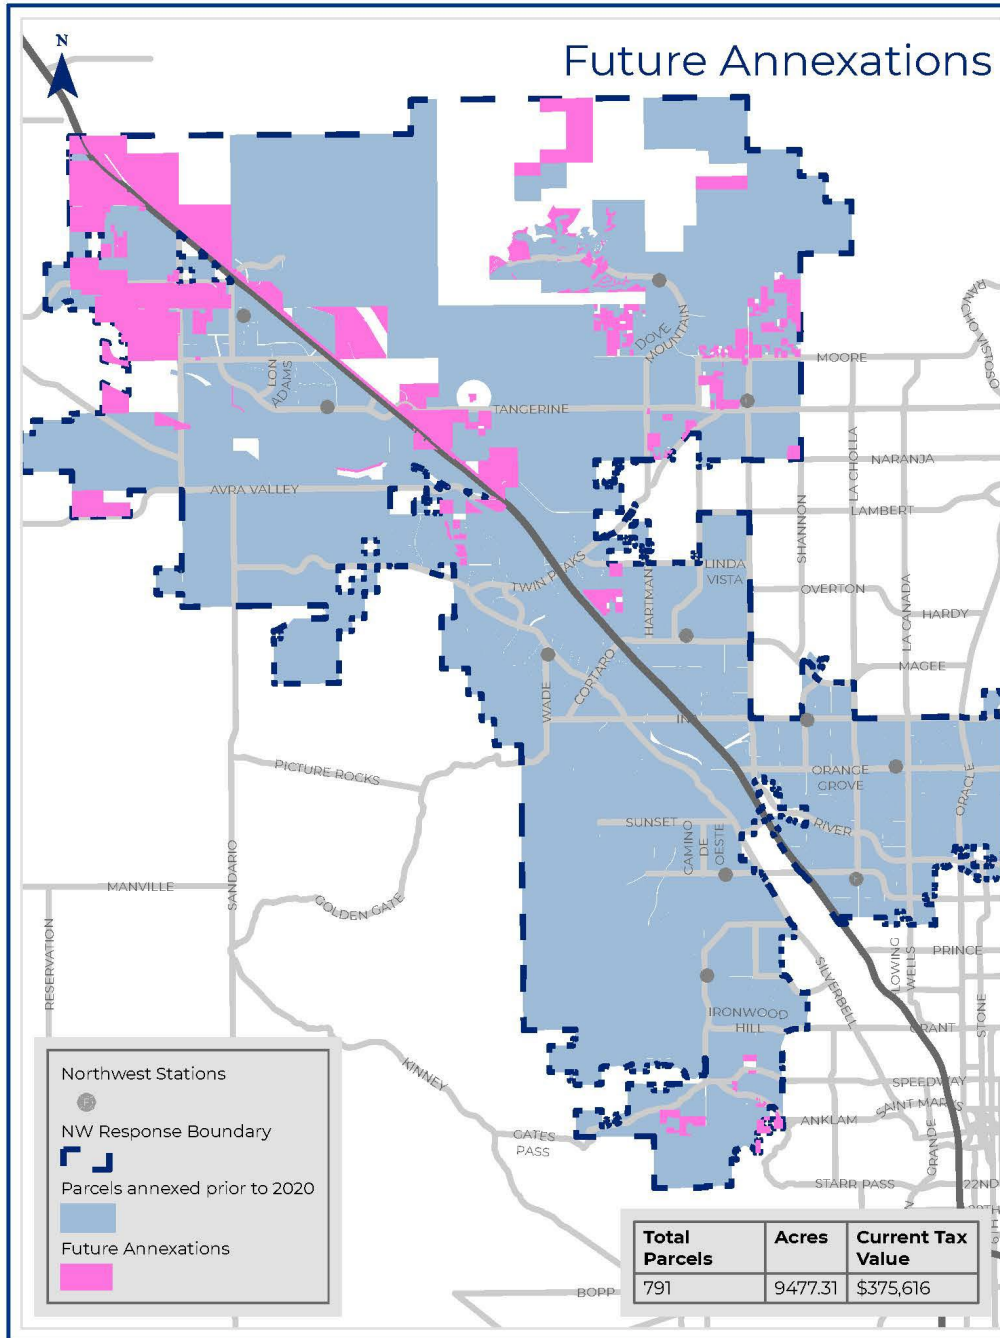 N
Future Annexations
RANCHO VISTOSO
DOVE
MOUNTAIN
MOORE
LON
ADAMS
TANGERINE
LA CHOLLA
NARANJA
AVRA VALLEY
LAMBERT
SHANNON
TWIN PEAKS
HARTMAN
LINDA
VISTA
OVERTON
LA CANADA
HARDY
MAGEE
CORTARO
WADE
INA
PICTURE ROCKS
ORANGE
GROVE
ORACLE
SUNSET
CAMINO
DE
OESTE
RIVER
SANDARIO
MANVILLE
GOLDEN GATE
RESERVATION
LOWING
WELLS
PRINCE
SILVERBELL
IRONWOOD
HILL
GRANT
STONE
KINNEY
SPEEDWAY
SAINT MARYS
ANKLAM
GATES
PASS
GRANDE
STARR PASS
22ND
BOPP
Northwest Stations
NW Response Boundary
Parcels annexed prior to 2020
Future Annexations
Total Parcels Acres Current Tax Value
791 9477.31 $375,616